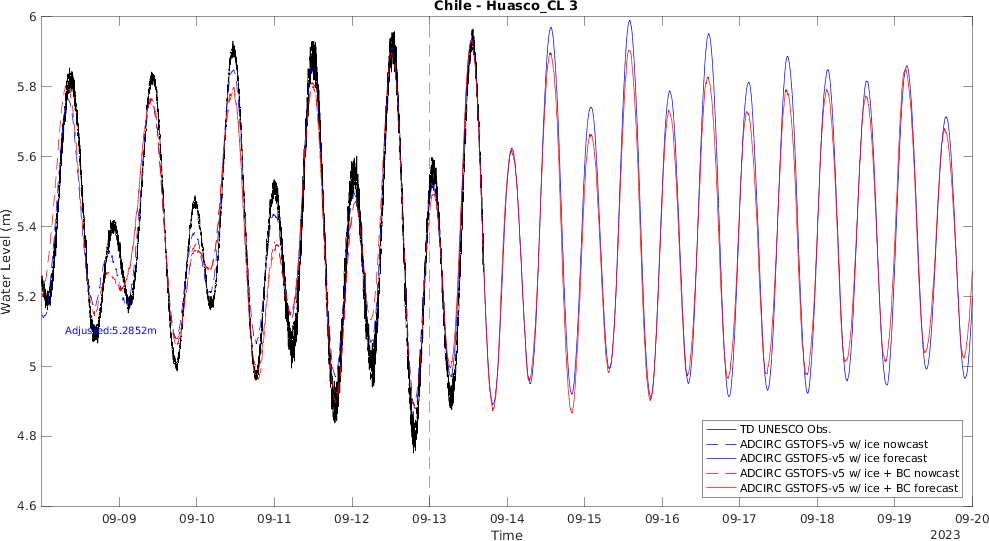 Chile - Huasco_CL 3
Water Level (m)
6
5.8
5.6
5.4
5.2
5
4.8
4.6
Adjusted:5.2852m
TD UNESCO Obs.
ADCIRC GSTOFS-v5 w/ ice nowcast
ADCIRC GSTOFS-v5 w/ ice forecast
ADCIRC GSTOFS-v5 w/ ice + BC nowcast
ADCIRC GSTOFS-v5 w/ ice + BC forecast
09-09 09-10 09-11 09-12 09-13 09-14 09-15 09-16 09-17 09-18 09-19 09-20
Time
2023